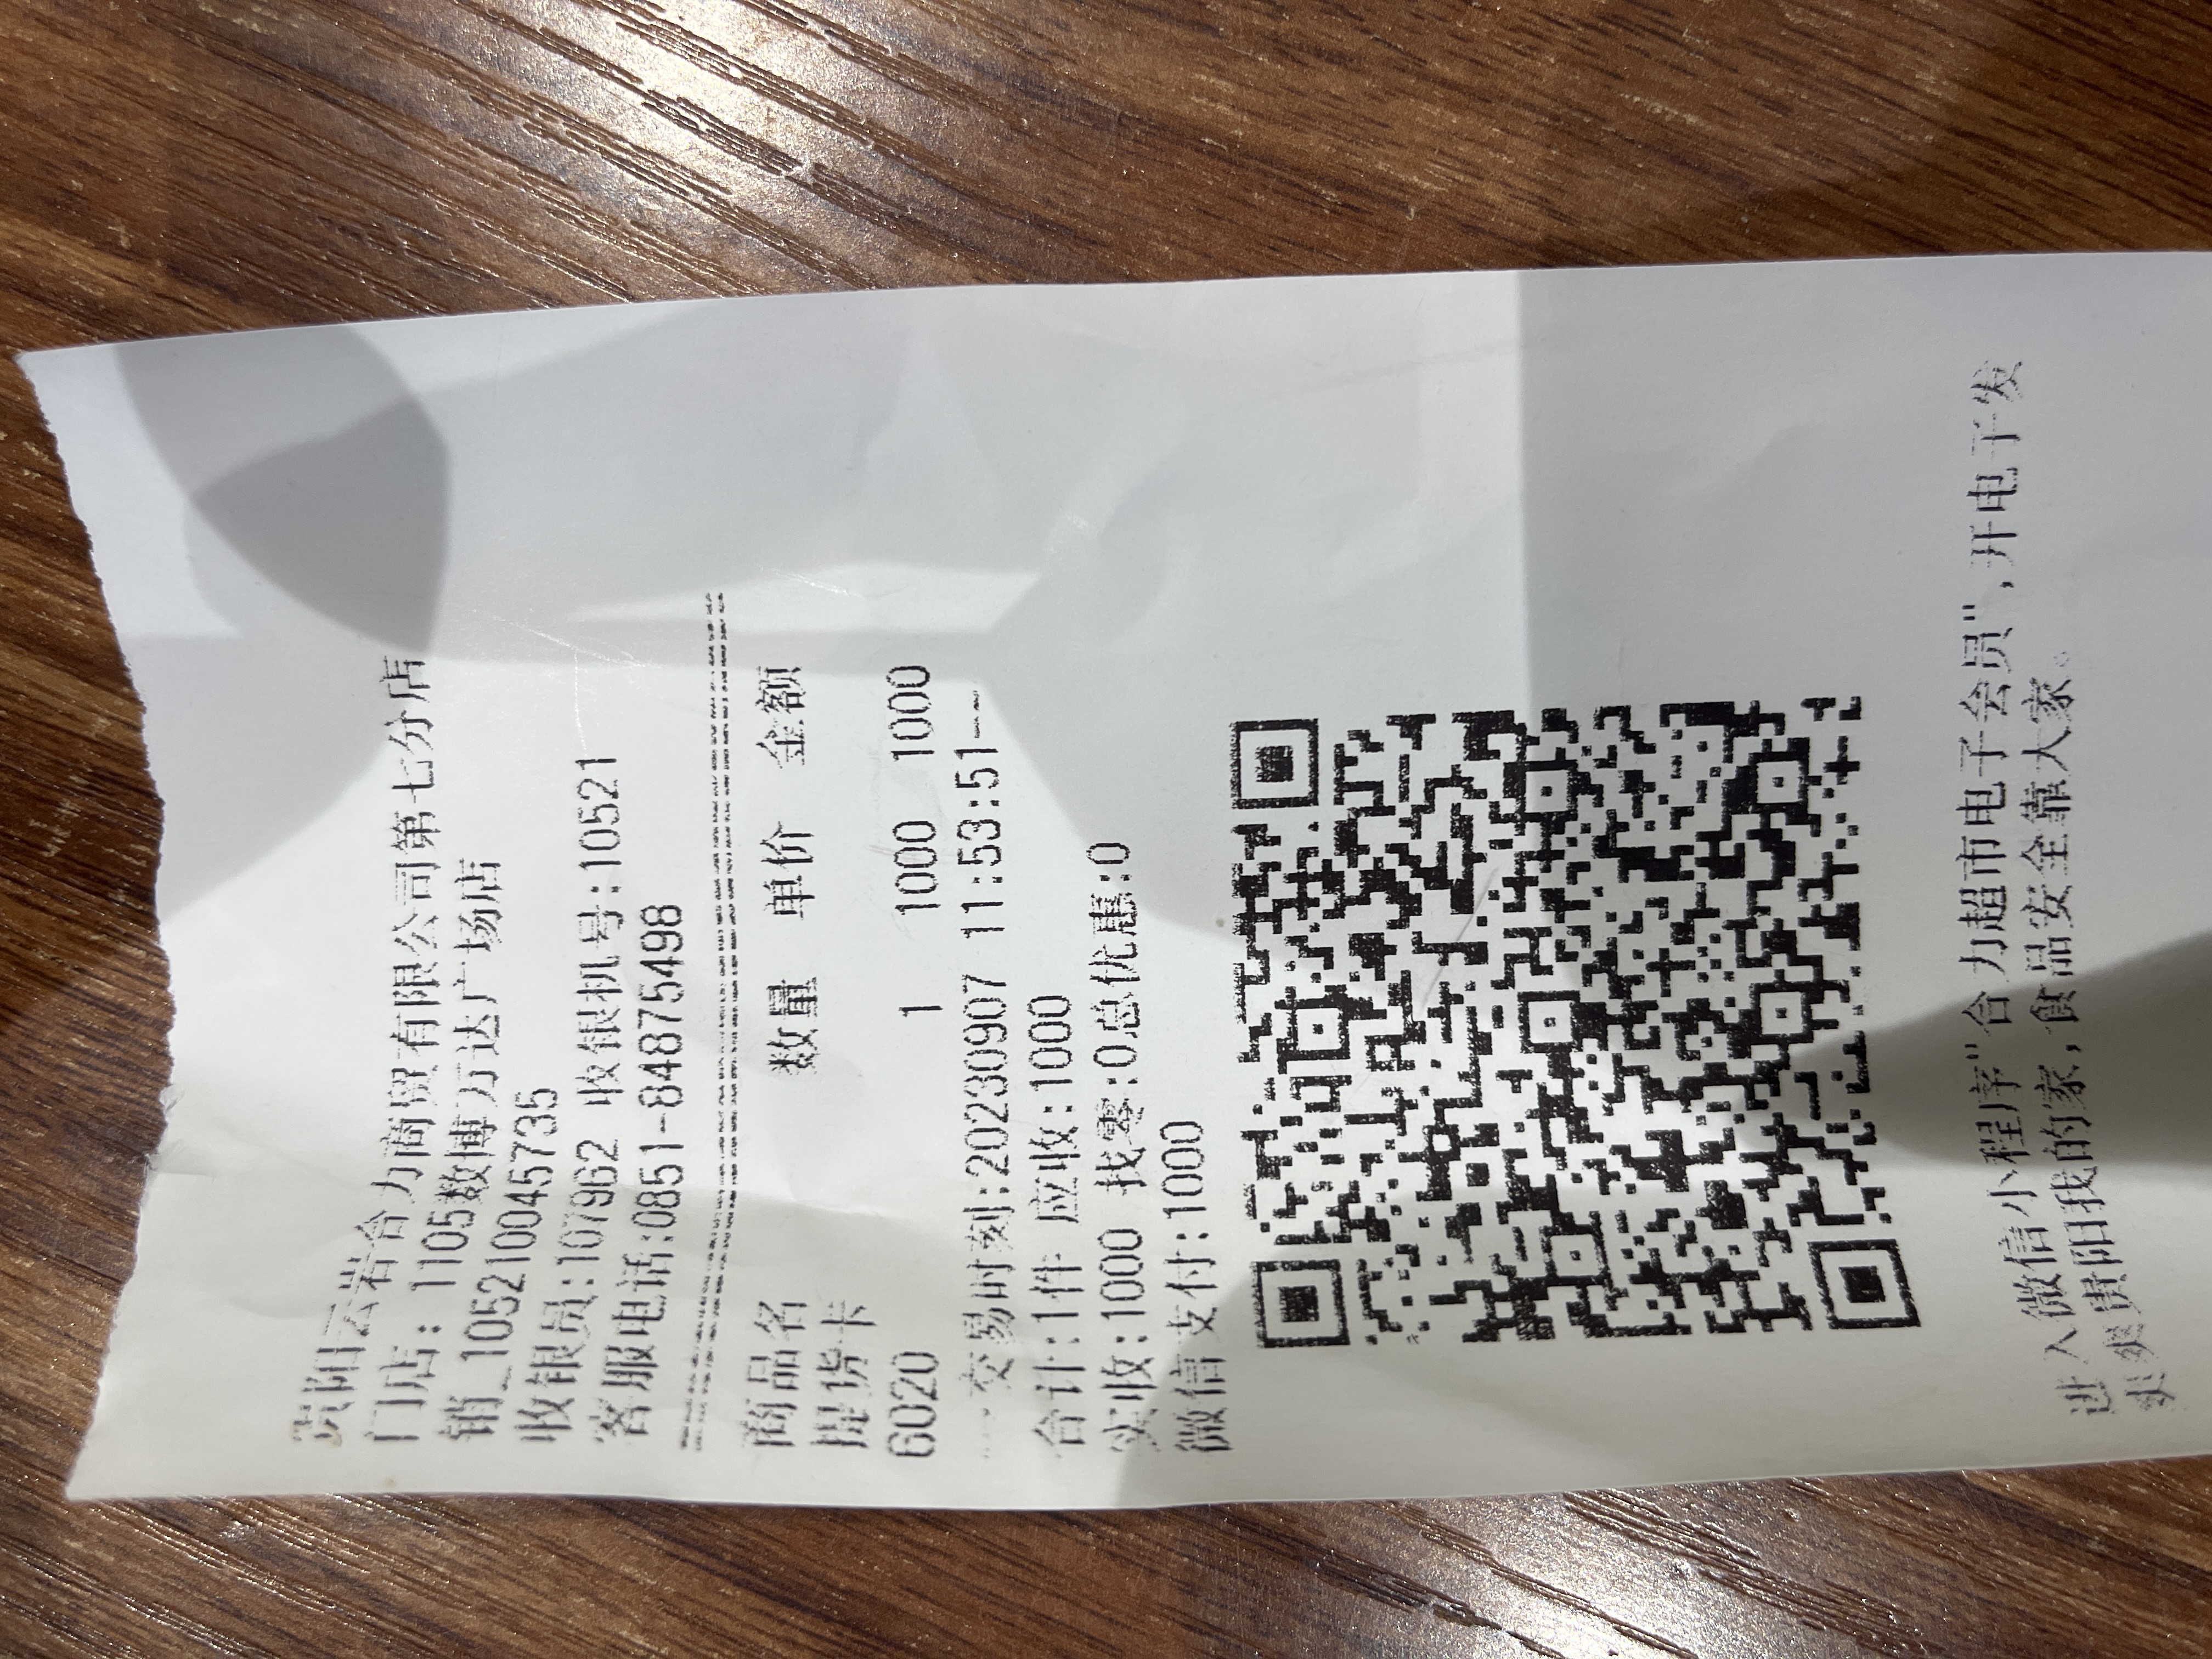 贵阳云岩合力商贸有限公司第七分店
门店: 1105数博万达广场店
销_105210045735
收银员:107962 收银机号:10521
客服电话:0851-84875498
商品名 数量 单价 金额
提货卡
6020 1 1000 1000
交易时刻:20230907 11:53:51
合计:1件 应收:1000
实收:1000 找零:0总优惠:0
微信支付:1000
进入微信小程序"合力超市电子会员",开电子发
爽爽贵阳我的家,食品安全靠大家。